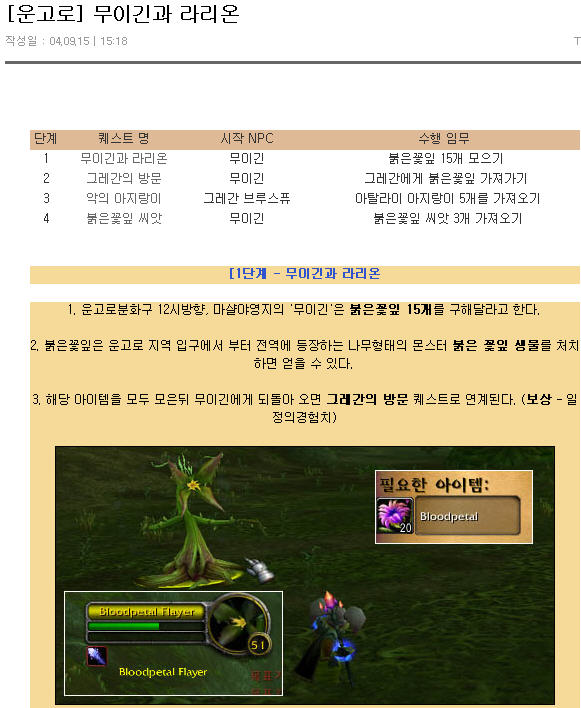 [운고로] 무이긴과 라리온
작성일 : 04.09.15 | 15:18
T
단계 퀘스트 명 시작 NPC 수행 임무
1 무이긴과 라리온 무이긴 붉은꽃잎 15개 모으기
2 그레간의 방문 무이긴 그레간에게 붉은꽃잎 가져가기
3 악의 아지랑이 그레간 브루스퓨 아탈라이 아지랑이 5개를 가져오기
4 붉은꽃잎 씨앗 무이긴 붉은꽃잎 씨앗 3개 가져오기
[1단계 - 무이긴과 라리온
1. 운고로분화구 12시방향, 마샬야영지의 '무이긴'은 붉은꽃잎 15개를 구해달라고 한다.
2. 붉은꽃잎은 운고로 지역 입구에서 부터 전역에 등장하는 나무형태의 몬스터 붉은 꽃잎 생물를 처치
하면 얻을 수 있다.
3. 해당 아이템을 모두 모은뒤 무이긴에게 되돌아 오면 그레간의 방문 퀘스트로 연계된다. (보상 - 일
정의경험치)
필요한 아이템:
20 Bloodpetal
Bloodpetal Flayer
51
Bloodpetal Flayer